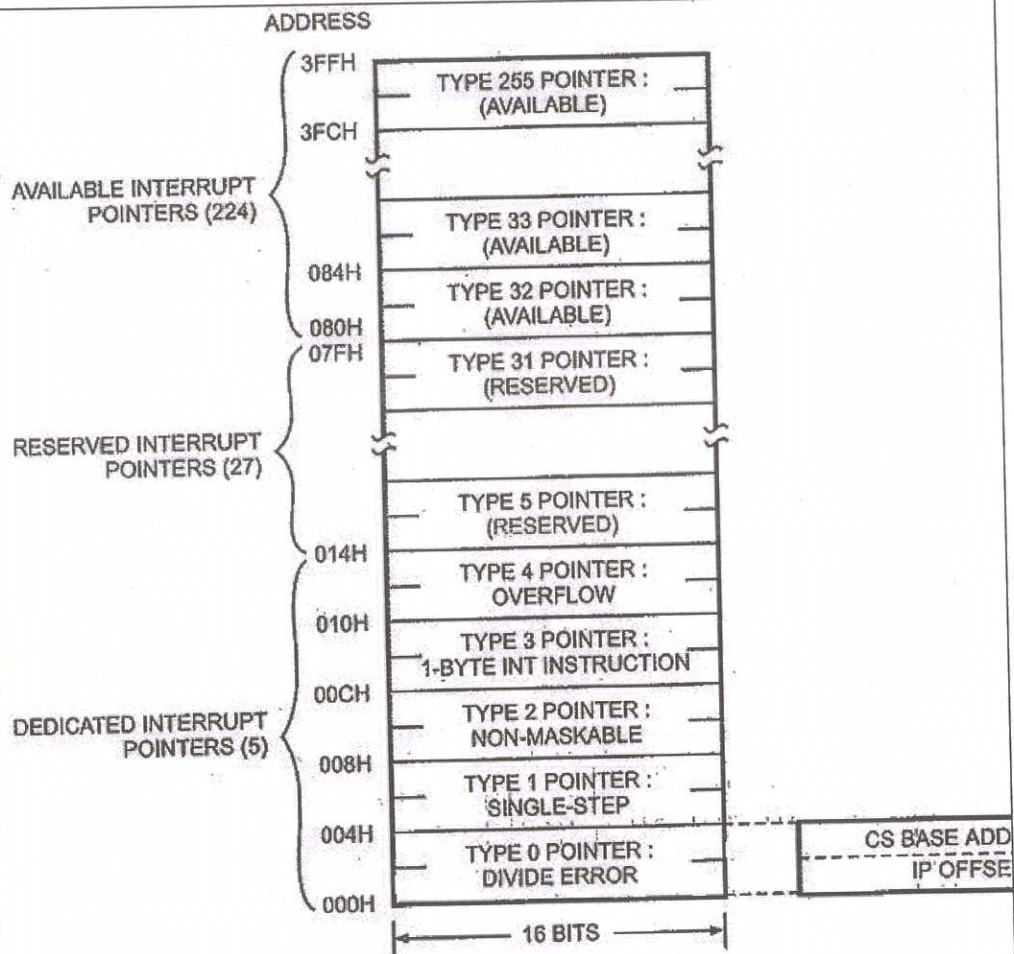 ADDRESS
3FFH
TYPE 255 POINTER :
(AVAILABLE)
3FCH
AVAILABLE INTERRUPT
POINTERS (224)
TYPE 33 POINTER :
(AVAILABLE)
084H
TYPE 32 POINTER :
(AVAILABLE)
080H
07FH
TYPE 31 POINTER :
(RESERVED)
RESERVED INTERRUPT
POINTERS (27)
TYPE 5 POINTER :
(RESERVED)
014H
TYPE 4 POINTER :
OVERFLOW
010H
TYPE 3 POINTER :
1-BYTE INT INSTRUCTION
00CH
DEDICATED INTERRUPT
POINTERS (5)
TYPE 2 POINTER :
NON-MASKABLE
008H
TYPE 1 POINTER :
SINGLE-STEP
004H
TYPE 0 POINTER :
DIVIDE ERROR
CS BASE ADD
IP OFFSE
000H
16 BITS